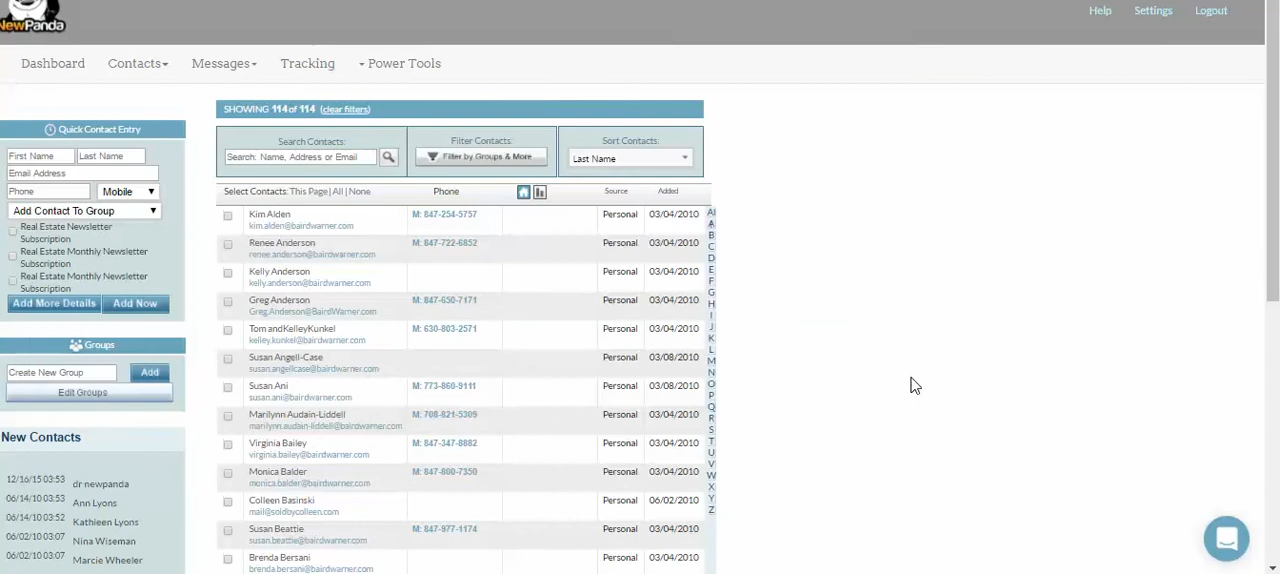 NewPanda
Help Settings Logout
Dashboard Contacts Messages Tracking Power Tools
SHOWING 114 of 114 (clear filters)
Quick Contact Entry
First Name Last Name
Email Address
Phone Mobile
Add Contact To Group
Real Estate Newsletter
Subscription
Real Estate Monthly Newsletter
Subscription
Real Estate Monthly Newsletter
Subscription
Add More Details Add Now
Groups
Create New Group Add
Edit Groups
New Contacts
12/16/15 03:53 dr newpanda
06/14/10 03:53 Ann Lyons
06/14/10 03:52 Kathleen Lyons
06/02/10 03:07 Nina Wiseman
06/02/10 03:07 Marcie Wheeler
Search Contacts: Filter Contacts: Sort Contacts:
Search: Name, Address or Email Filter by Groups & More Last Name
Select Contacts: This Page | All | None Phone Source Added
Kim Alden M: 847-254-5757 Personal 03/04/2010
kim.alden@bairdwarner.com
Renee Anderson M: 847-722-6852 Personal 03/04/2010
renee.anderson@bairdwarner.com
Kelly Anderson Personal 03/04/2010
kelly.anderson@bairdwarner.com
Greg Anderson M: 847-650-7171 Personal 03/04/2010
Greg.Anderson@BairdWarner.com
Tom andKelleyKunkel M: 630-803-2571 Personal 03/04/2010
kelley.kunkel@bairdwarner.com
Susan Angell-Case Personal 03/08/2010
susan.angellcase@bairdwarner.com
Susan Ani M: 773-860-9111 Personal 03/08/2010
susan.ani@bairdwarner.com
Marilynn Audain-Liddell M: 708-821-5309 Personal 03/04/2010
marilynn.audain-liddell@bairdwarner.com
Virginia Bailey M: 847-347-8882 Personal 03/04/2010
virginia.bailey@bairdwarner.com
Monica Balder M: 847-800-7350 Personal 03/04/2010
monica.balder@bairdwarner.com
Colleen Basinski Personal 06/02/2010
mail@soldbycolleen.com
Susan Beattie M: 847-977-1174 Personal 03/04/2010
susan.beattie@bairdwarner.com
Brenda Bersani Personal 03/04/2010
brenda.bersani@bairdwarner.com
All
A
B
C
D
E
F
G
H
I
J
K
L
M
N
O
P
Q
R
S
T
U
V
W
X
Y
Z